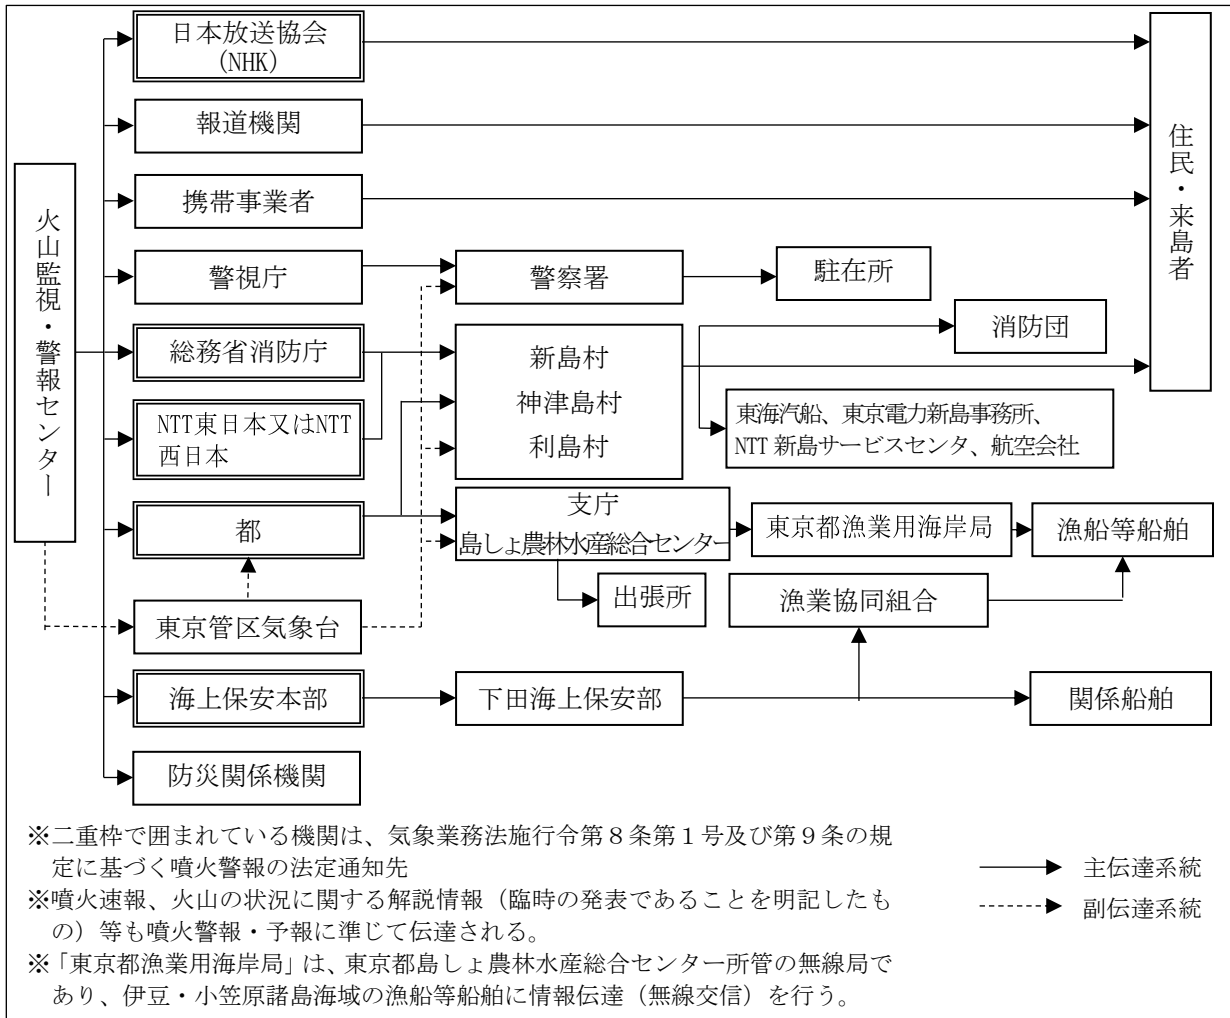 日本放送協会
(NHK)
報道機関
携帯事業者
火山監視・警報センター
住民・来島者
警視庁
警察署
駐在所
総務省消防庁
新島村
神津島村
利島村
消防団
NTT東日本又はNTT
西日本
東海汽船、東京電力新島事務所、
NTT 新島サービスセンタ、航空会社
都
支庁
島しょ農林水産総合センター
東京都漁業用海岸局
漁船等船舶
出張所
漁業協同組合
東京管区気象台
海上保安本部
下田海上保安部
関係船舶
防災関係機関
※二重枠で囲まれている機関は、気象業務法施行令第8条第1号及び第9条の規
定に基づく噴火警報の法定通知先
※噴火速報、火山の状況に関する解説情報（臨時の発表であることを明記したも
の）等も噴火警報・予報に準じて伝達される。
※「東京都漁業用海岸局」は、東京都島しょ農林水産総合センター所管の無線局で
あり、伊豆・小笠原諸島海域の漁船等船舶に情報伝達（無線交信）を行う。
主伝達系統
副伝達系統